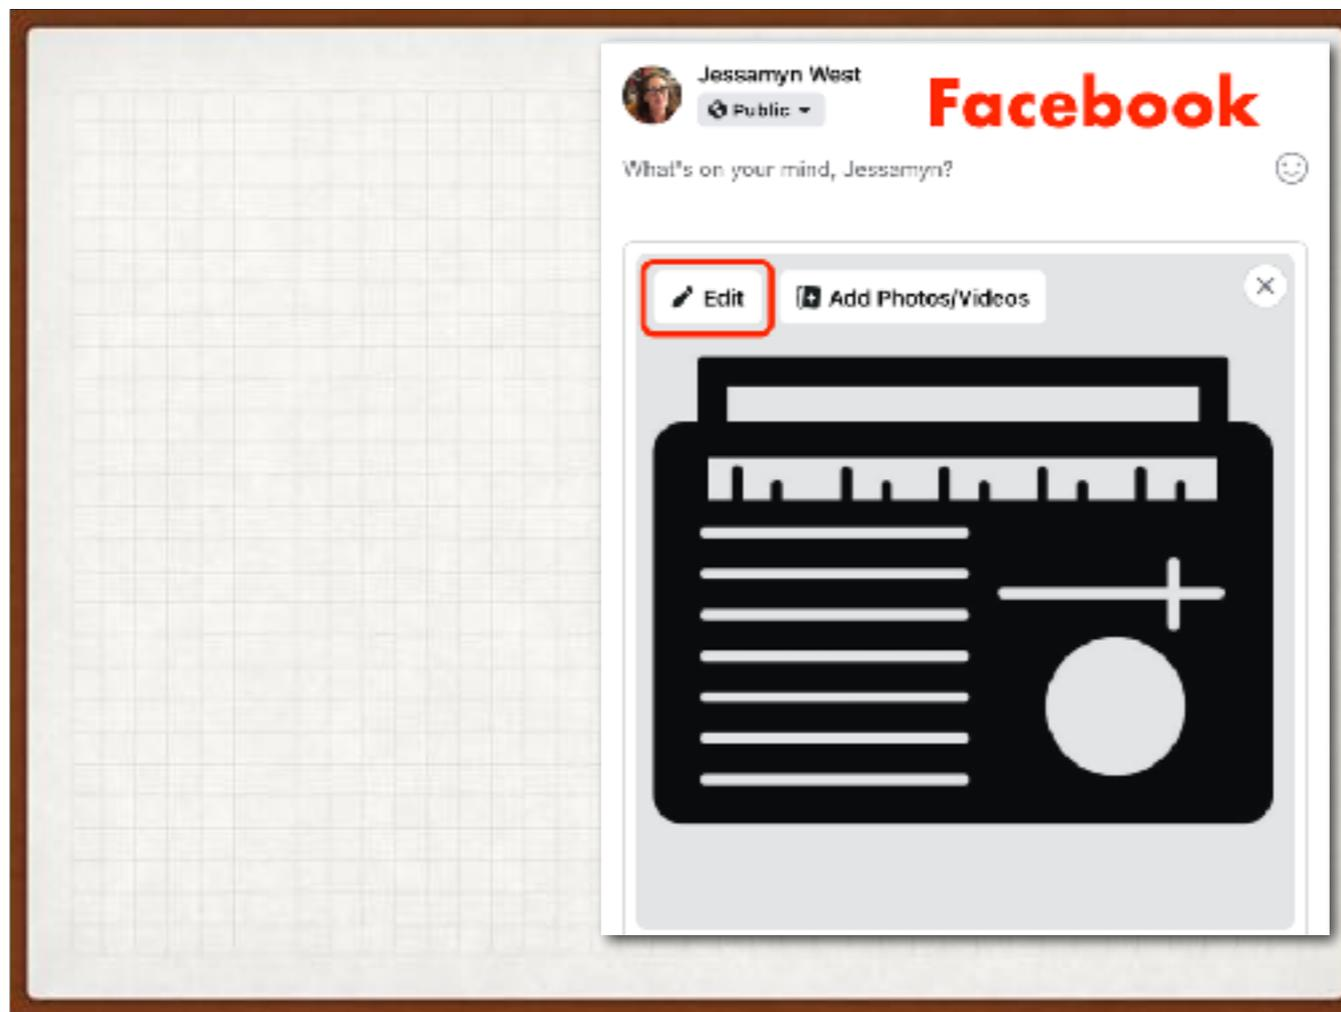 Jessamyn West
Facebook
Public
What's on your mind, Jessamyn?
Edit
Add Photos/Videos